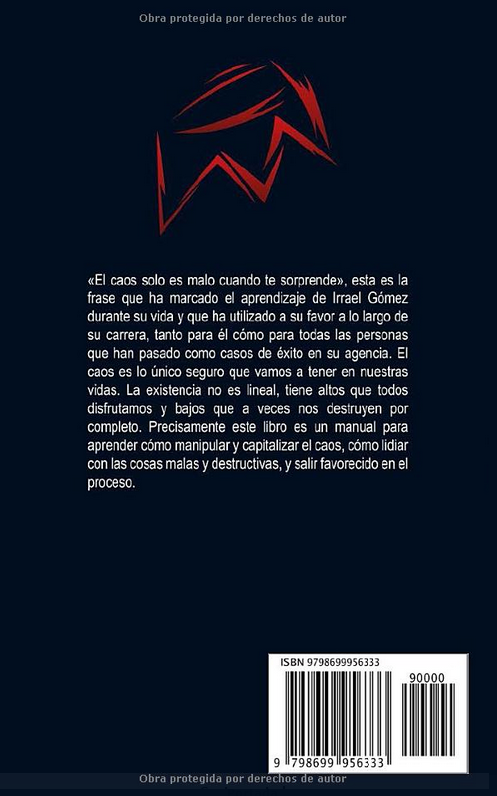 Obra protegida por derechos de autor
«El caos solo es malo cuando te sorprende», esta es la
frase que ha marcado el aprendizaje de Irrael Gómez
durante su vida y que ha utilizado a su favor a lo largo de
su carrera, tanto para él cómo para todas las personas
que han pasado como casos de éxito en su agencia. El
caos es lo único seguro que vamos a tener en nuestras
vidas. La existencia no es lineal, tiene altos que todos
disfrutamos y bajos que a veces nos destruyen por
completo. Precisamente este libro es un manual para
aprender cómo manipular y capitalizar el caos, cómo lidiar
con las cosas malas y destructivas, y salir favorecido en el
proceso.
ISBN 9798699956333
90000
9 798699 956333
Obra protegida por derechos de autor